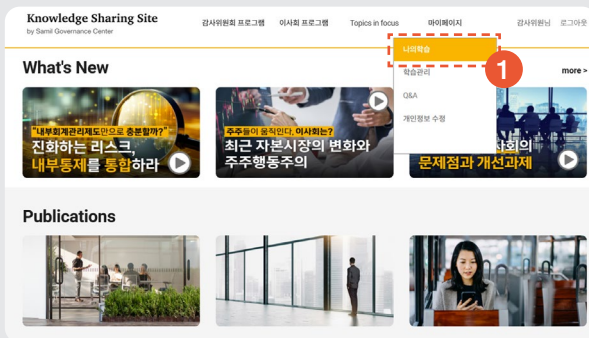 Knowledge Sharing Site
by Samil Governance Center
감사위원회 프로그램 이사회 프로그램 Topics in focus 마이페이지 감사위원님 로그아웃
나의학습
학습관리
Q&A
개인정보 수정
1
What's New
more >
"내부회계관리제도만으로 충분할까?"
진화하는 리스크,
내부통제를 통합하라
주주들이 움직인다, 이사회는?
최근 자본시장의 변화와
주주행동주의
사회의
문제점과 개선과제
Publications